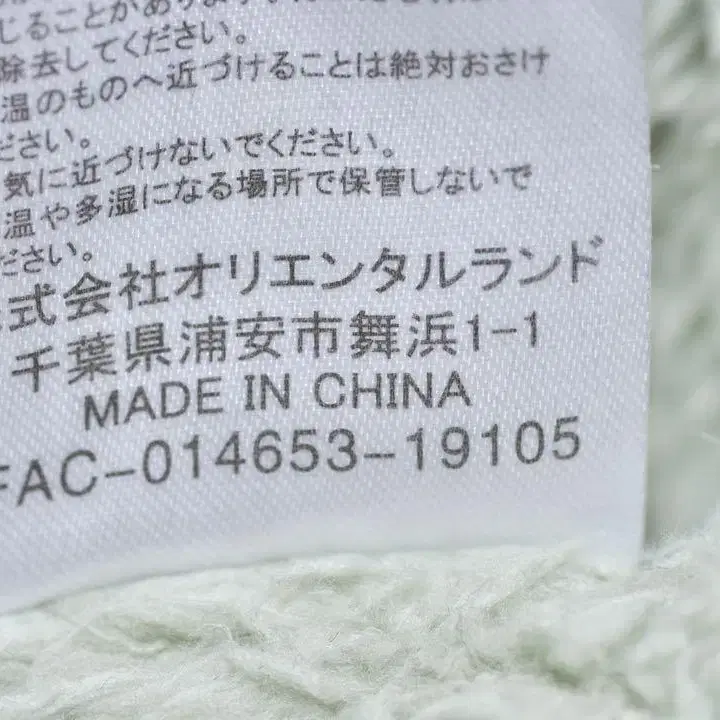 じることがあります
除去してください。
温のものへ近づけることは絶対おさけ
ださい。
気に近づけないでください。
温や多湿になる場所で保管しないで
ださい。
式会社オリエンタルランド
千葉県浦安市舞浜1-1
MADE IN CHINA
FAC-014653-19105